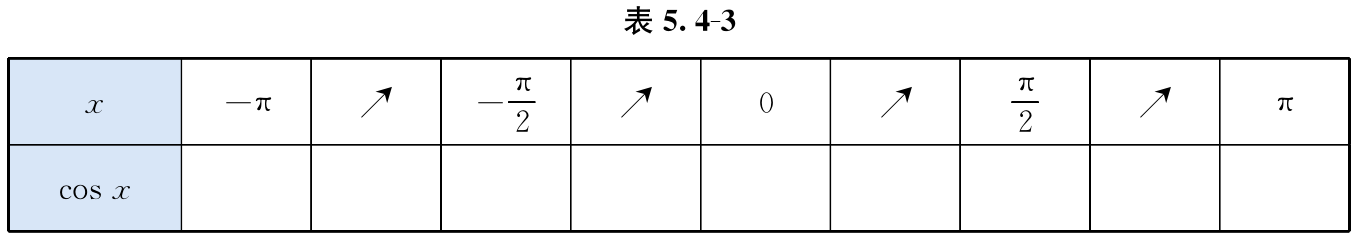 表 5. 4-3
x −π ↗ −π/2 ↗ 0 ↗ π/2 ↗ π
cos x